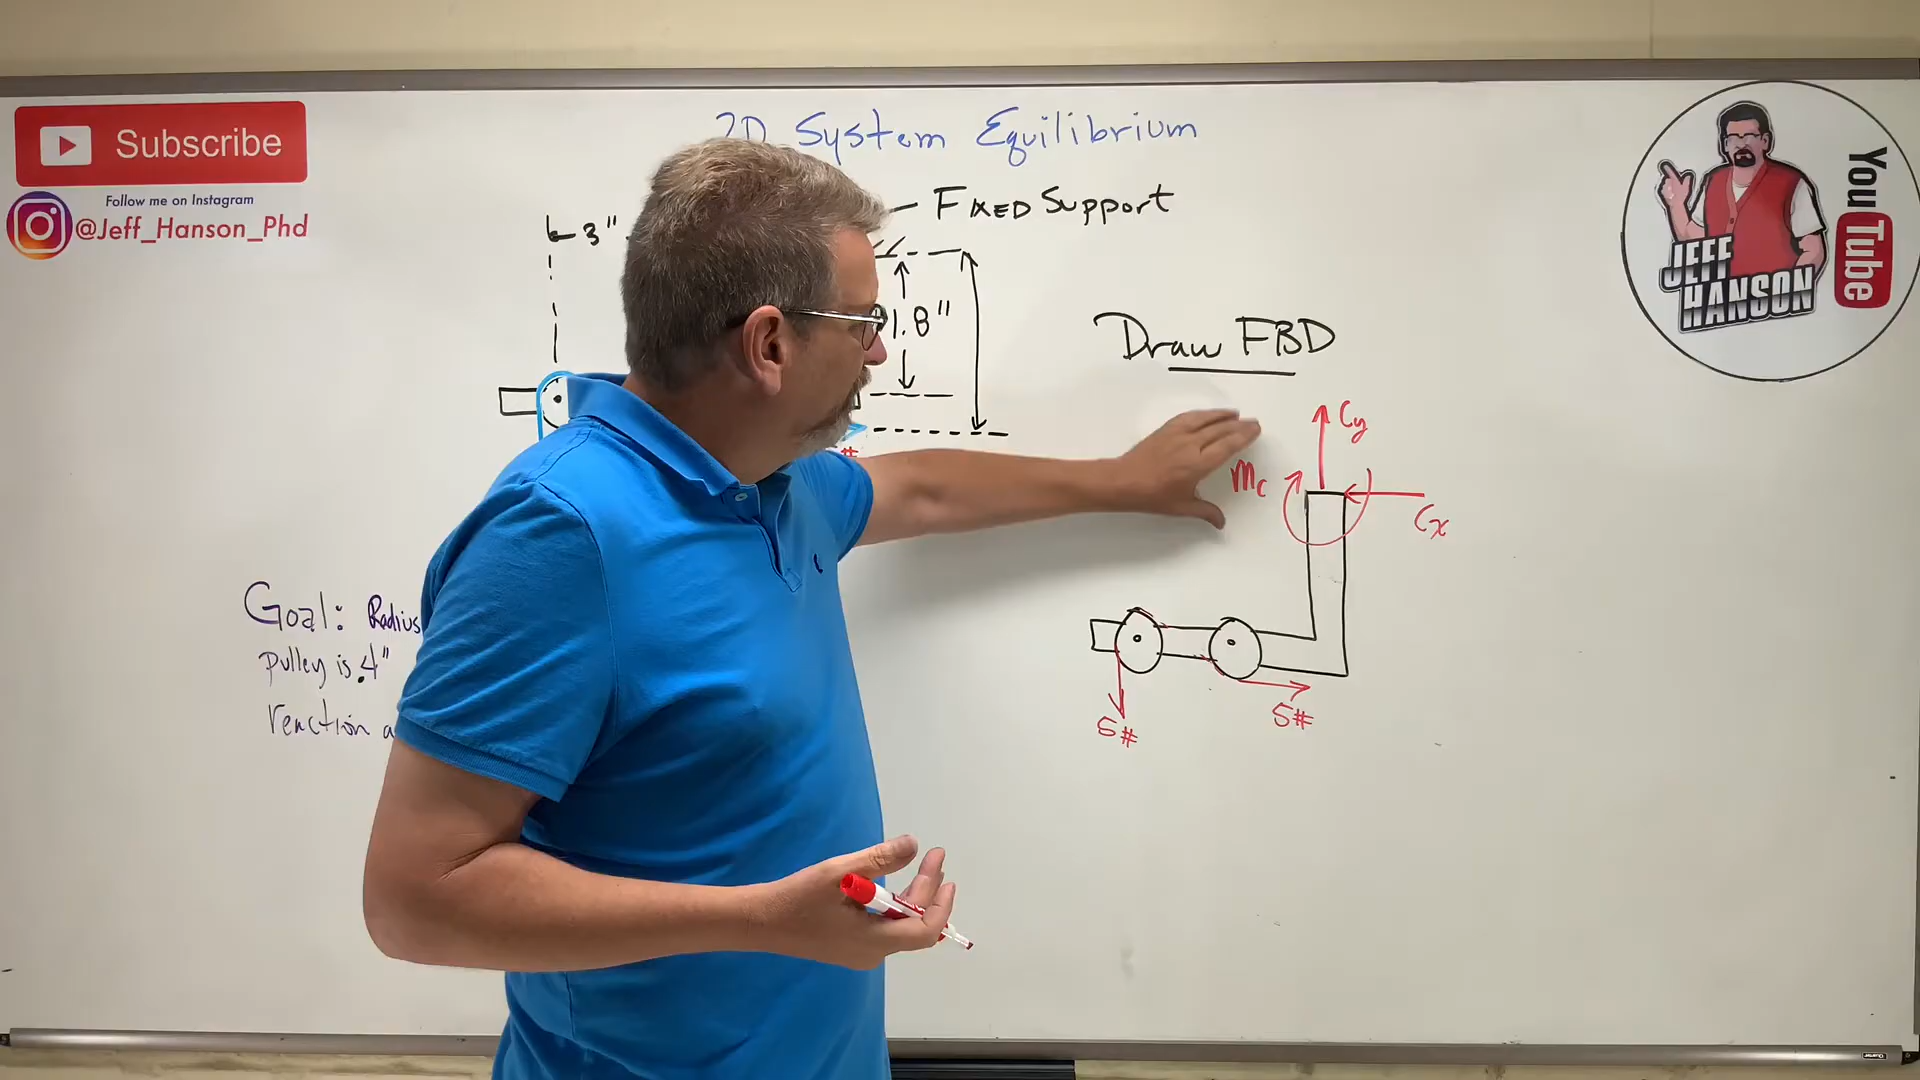 Subscribe
Follow me on Instagram
@Jeff_Hanson_Phd
2D System Equilibrium
Fixed Support
3"
1.8"
Draw FBD
Cy
Mc
Cx
5#
5#
#
Goal: Radius
pulley is .4"
reaction a
JEFF
HANSON
YouTube